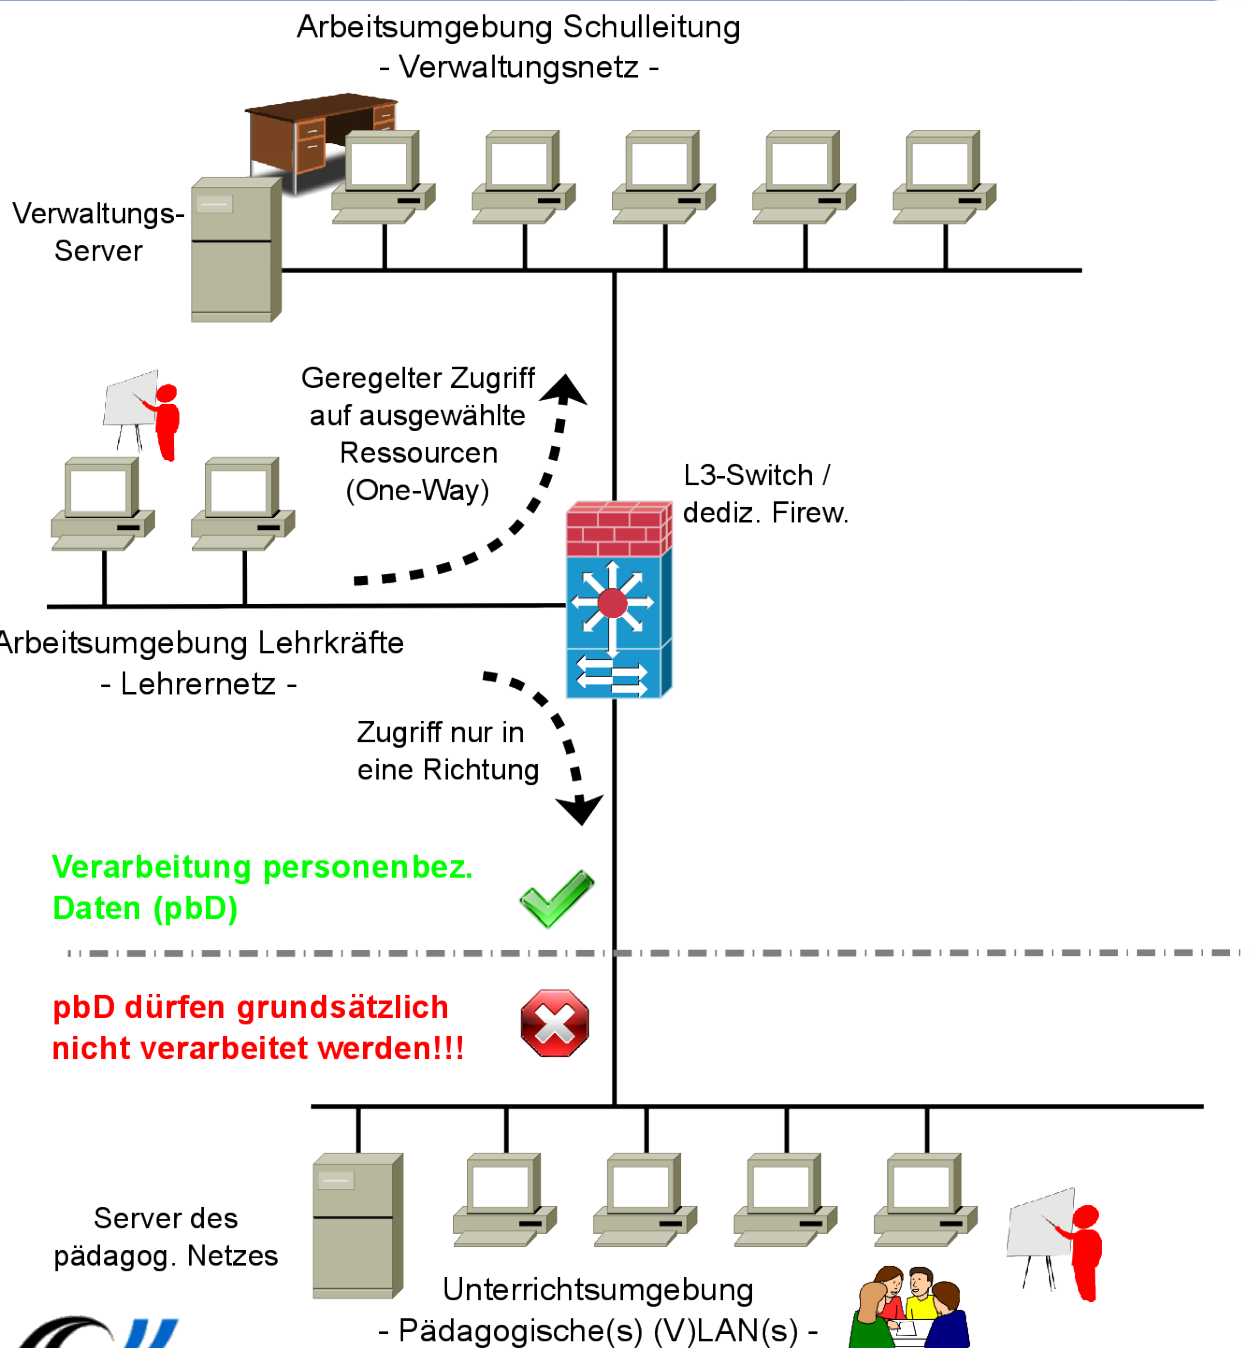 Arbeitsumgebung Schulleitung
- Verwaltungsnetz -
Verwaltungs-
Server
Geregelter Zugriff
auf ausgewählte
Ressourcen
(One-Way)
L3-Switch /
dediz. Firew.
Arbeitsumgebung Lehrkräfte
- Lehrernetz -
Zugriff nur in
eine Richtung
Verarbeitung personenbez.
Daten (pbD)
pbD dürfen grundsätzlich
nicht verarbeitet werden!!!
Server des
pädagog. Netzes
Unterrichtsumgebung
- Pädagogische(s) (V)LAN(s) -